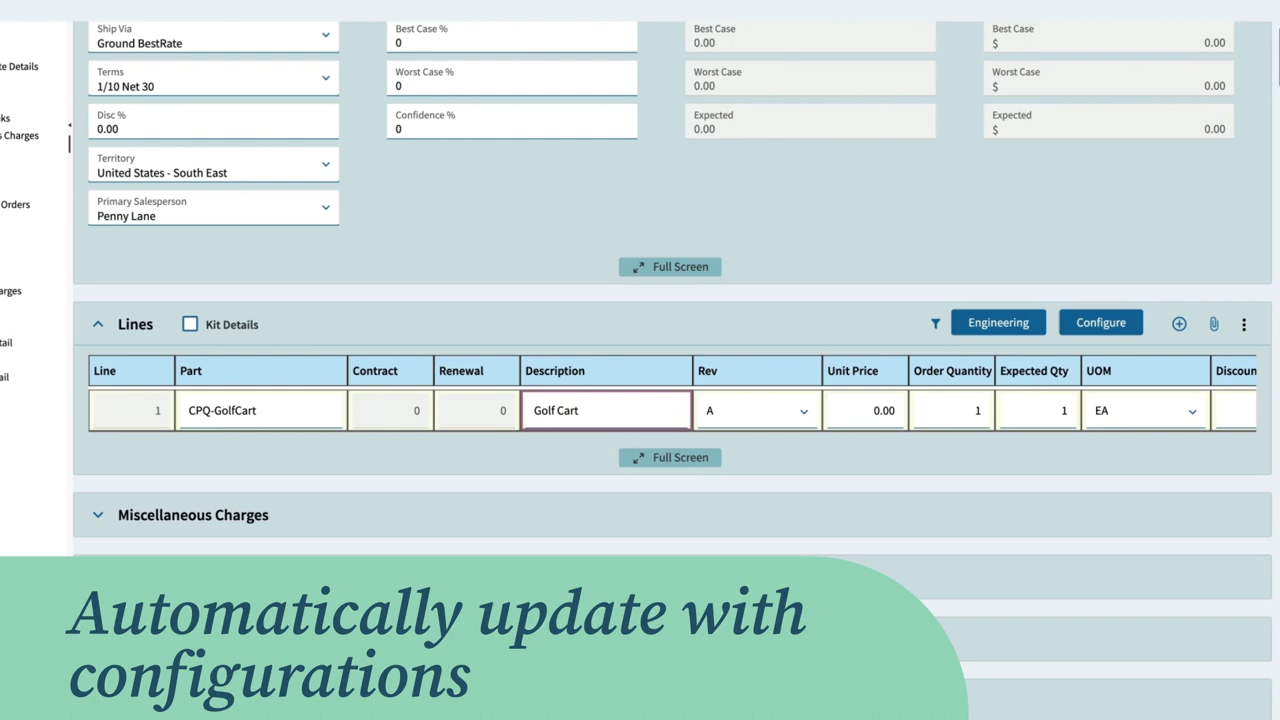 te Details
ks
s Charges
Orders
arges
tail
ail
Ship Via
Ground BestRate
Terms
1/10 Net 30
Disc %
0.00
Territory
United States - South East
Primary Salesperson
Penny Lane
Best Case %
0
Worst Case %
0
Confidence %
0
Best Case
0.00
Worst Case
0.00
Expected
0.00
Best Case
$ 0.00
Worst Case
$ 0.00
Expected
$ 0.00
Full Screen
Lines Kit Details Engineering Configure
Line Part Contract Renewal Description Rev Unit Price Order Quantity Expected Qty UOM Discoun
1 CPQ-GolfCart 0 0 Golf Cart A 0.00 1 1 EA
Full Screen
Miscellaneous Charges
Automatically update with
configurations